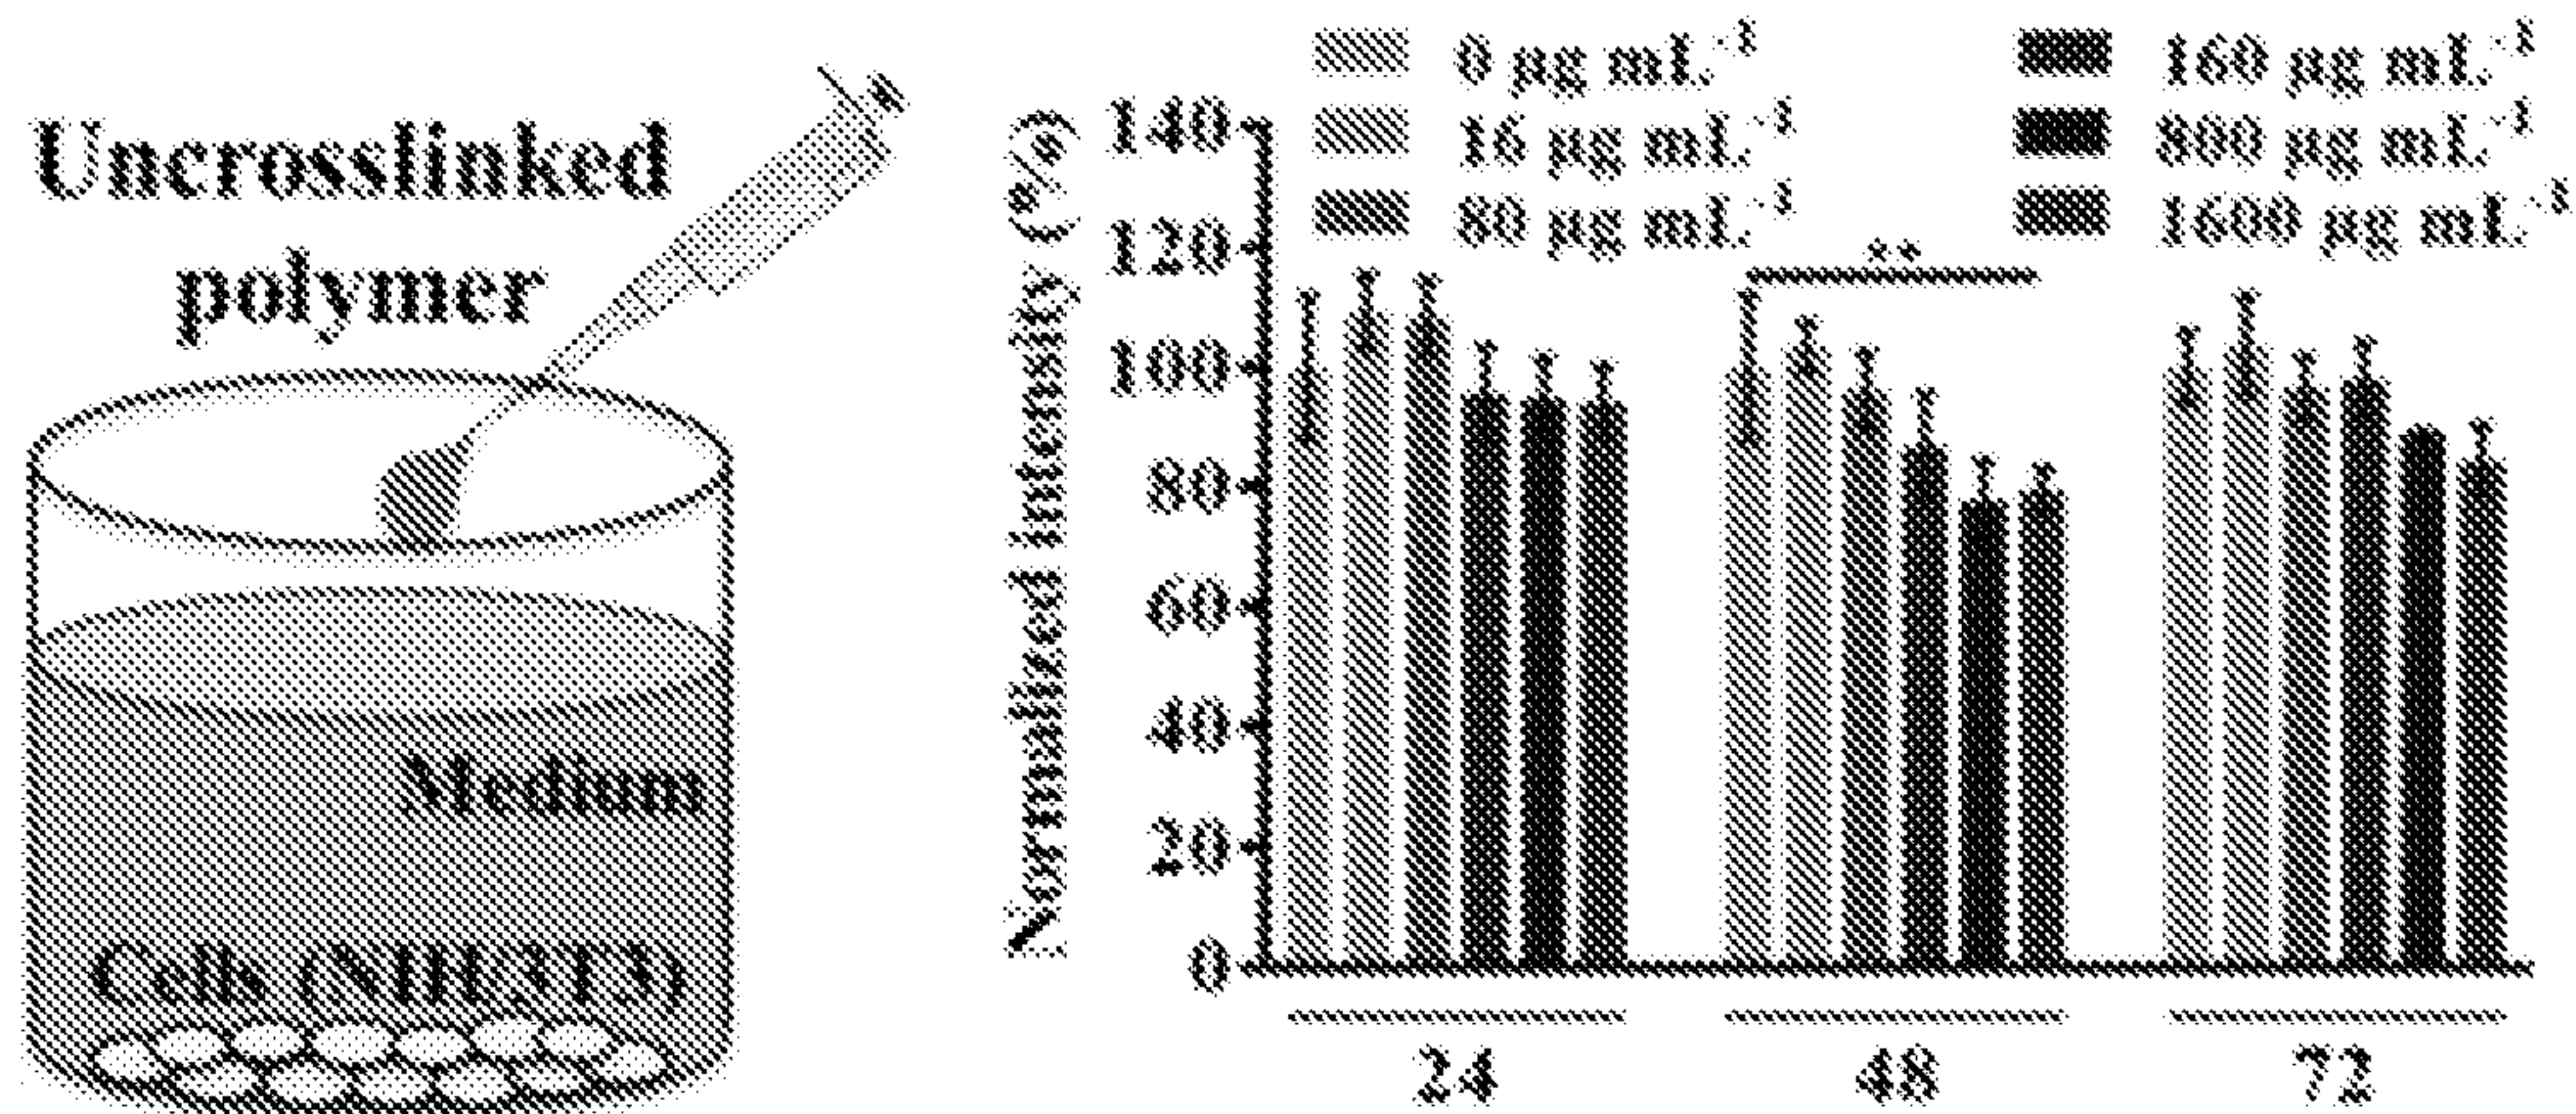 Uncrosslinked
polymer
Medium
Cells (NIH/3T3)
0 µg mL⁻¹
16 µg mL⁻¹
80 µg mL⁻¹
160 µg mL⁻¹
800 µg mL⁻¹
1600 µg mL⁻¹
Normalized intensity (%)
140
120
100
80
60
40
20
0
**
24
48
72